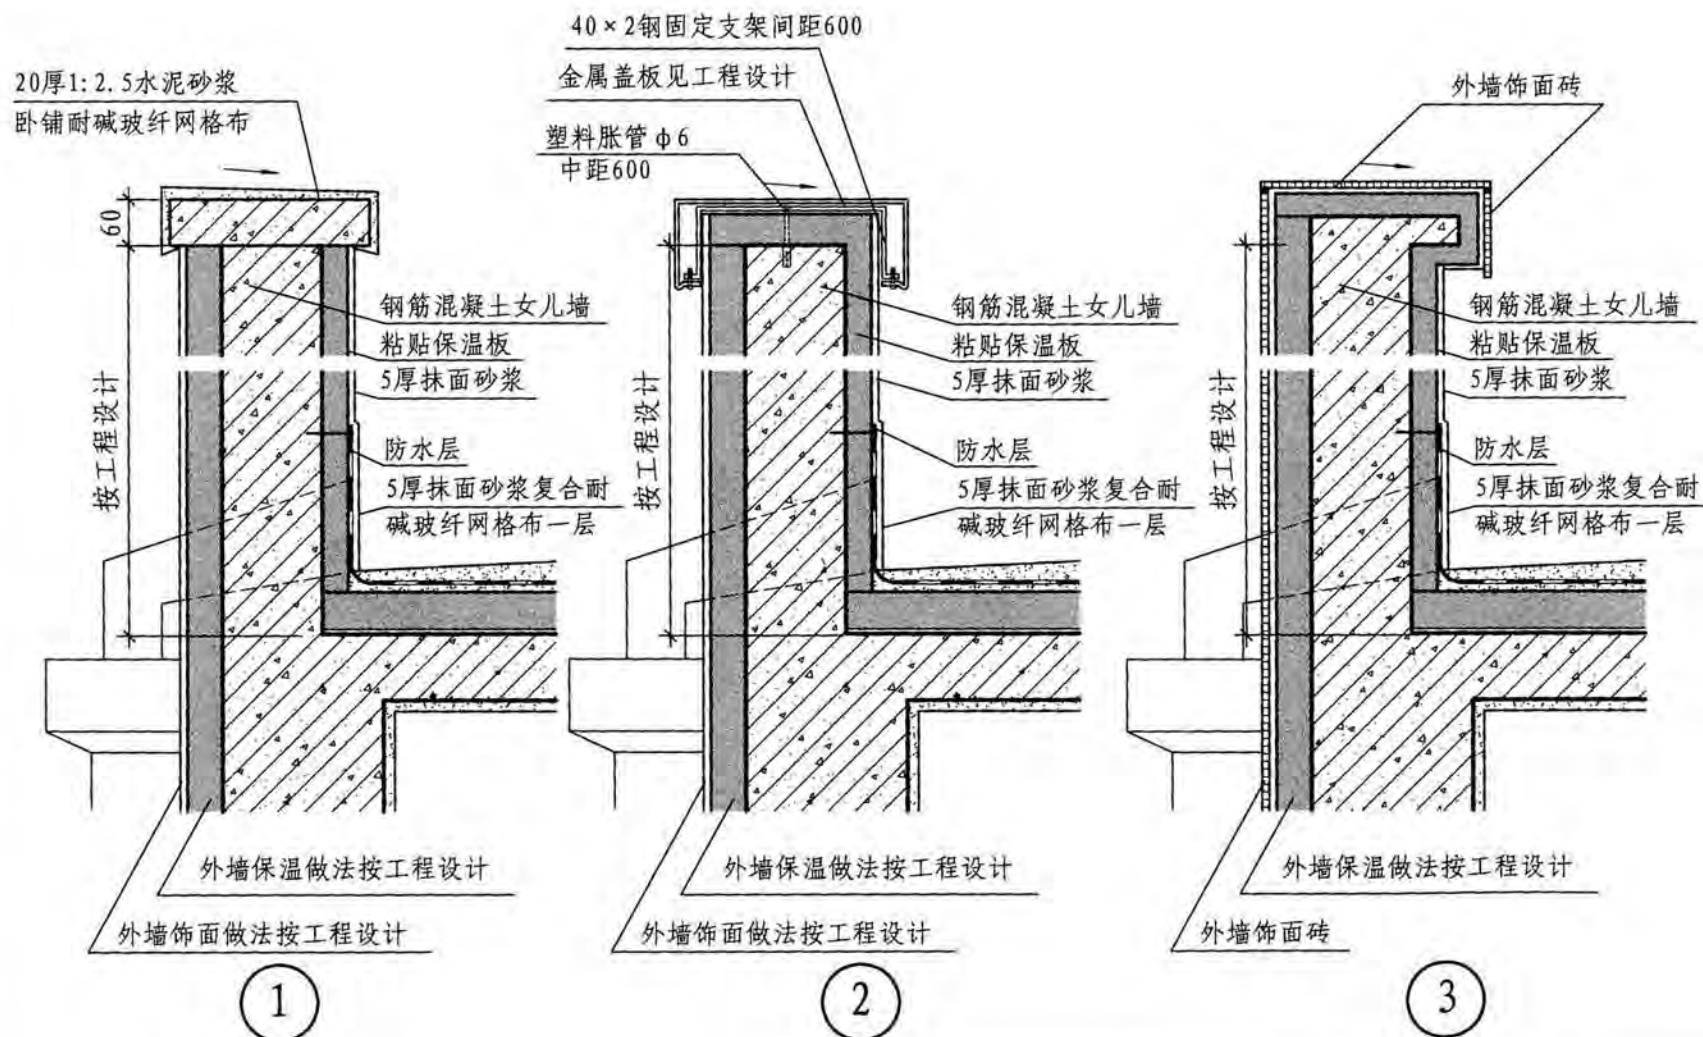 20厚1:2.5水泥砂浆
卧铺耐碱玻纤网格布
60
按工程设计
钢筋混凝土女儿墙
粘贴保温板
5厚抹面砂浆
防水层
5厚抹面砂浆复合耐
碱玻纤网格布一层
外墙保温做法按工程设计
外墙饰面做法按工程设计
1
40×2钢固定支架间距600
金属盖板见工程设计
塑料胀管φ6
中距600
按工程设计
钢筋混凝土女儿墙
粘贴保温板
5厚抹面砂浆
防水层
5厚抹面砂浆复合耐
碱玻纤网格布一层
外墙保温做法按工程设计
外墙饰面做法按工程设计
2
外墙饰面砖
按工程设计
钢筋混凝土女儿墙
粘贴保温板
5厚抹面砂浆
防水层
5厚抹面砂浆复合耐
碱玻纤网格布一层
外墙保温做法按工程设计
外墙饰面砖
3